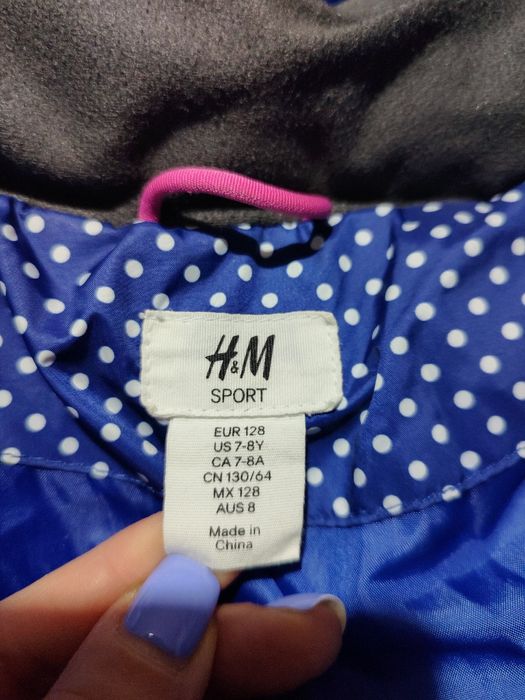 H&M
SPORT
EUR 128
US 7-8Y
CA 7-8A
CN 130/64
MX 128
AUS 8
Made in
China